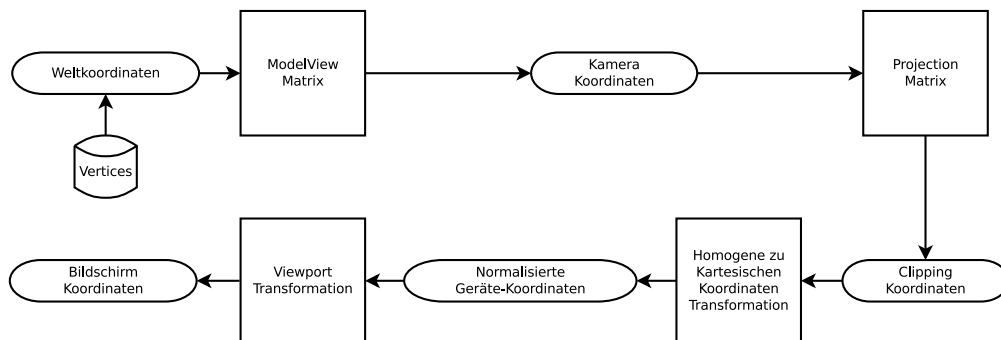 Weltkoordinaten
ModelView
Matrix
Kamera
Koordinaten
Projection
Matrix
Vertices
Bildschirm
Koordinaten
Viewport
Transformation
Normalisierte
Geräte-Koordinaten
Homogene zu
Kartesischen
Koordinaten
Transformation
Clipping
Koordinaten